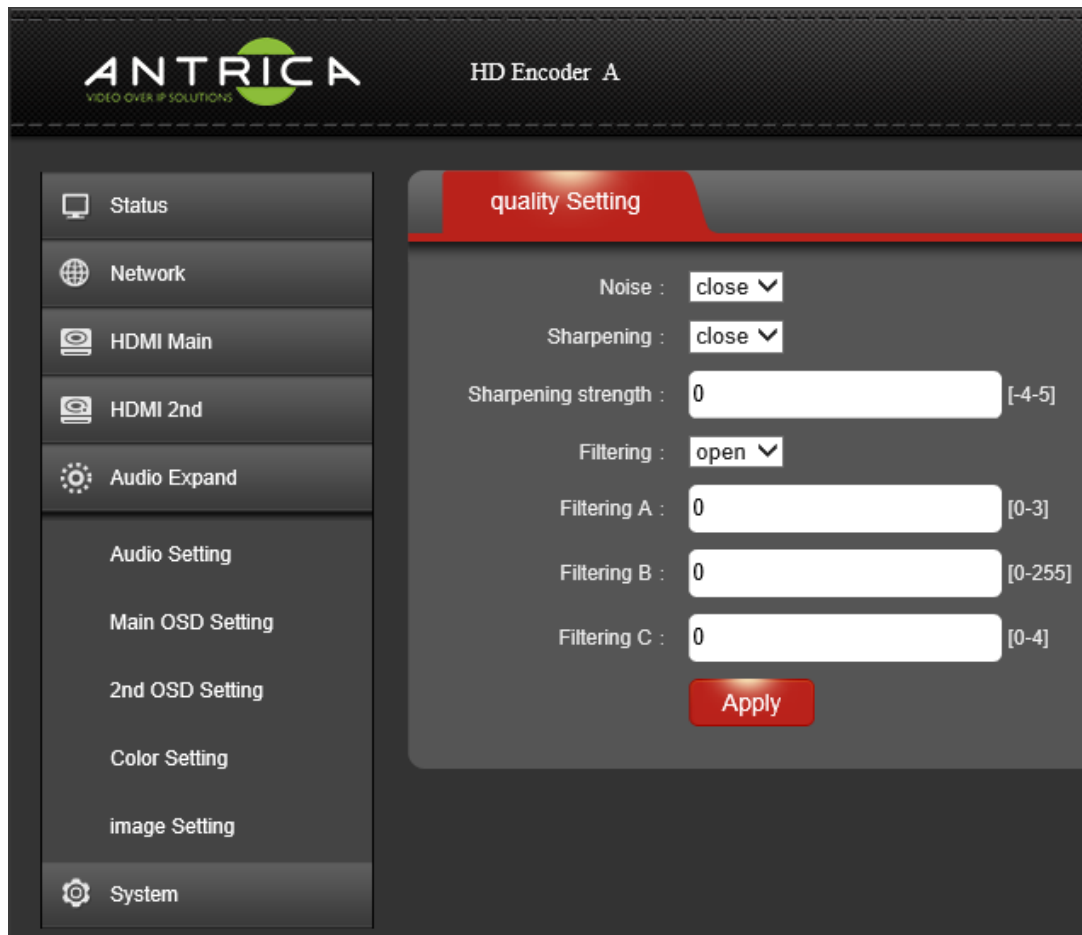 ANTRICA
VIDEO OVER IP SOLUTIONS
HD Encoder A
Status
Network
HDMI Main
HDMI 2nd
Audio Expand
Audio Setting
Main OSD Setting
2nd OSD Setting
Color Setting
image Setting
System
quality Setting
Noise : close
Sharpening : close
Sharpening strength : 0 [-4-5]
Filtering : open
Filtering A : 0 [0-3]
Filtering B : 0 [0-255]
Filtering C : 0 [0-4]
Apply